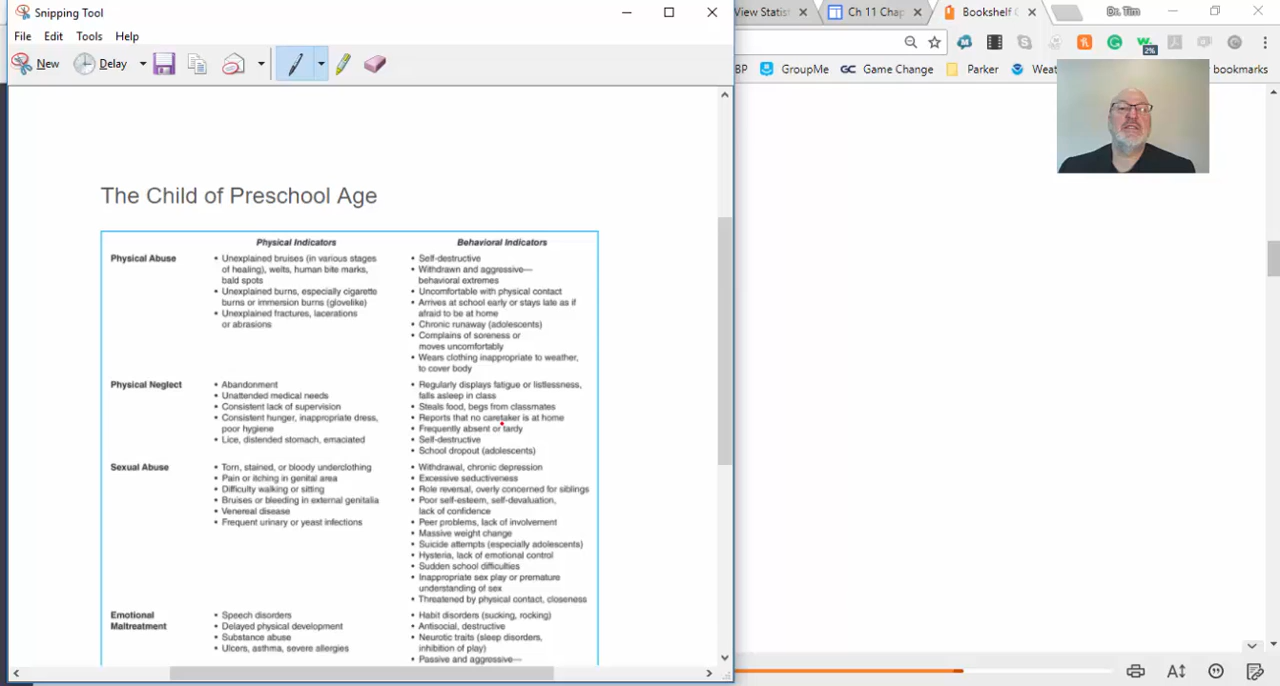 Snipping Tool
File Edit Tools Help
New Delay
The Child of Preschool Age
Physical Indicators Behavioral Indicators
Physical Abuse
• Unexplained bruises (in various stages
of healing), welts, human bite marks,
bald spots
• Unexplained burns, especially cigarette
burns or immersion burns (glovelike)
• Unexplained fractures, lacerations
or abrasions
• Self-destructive
• Withdrawn and aggressive—
behavioral extremes
• Uncomfortable with physical contact
• Arrives at school early or stays late as if
afraid to be at home
• Chronic runaway (adolescents)
• Complains of soreness or
moves uncomfortably
• Wears clothing inappropriate to weather,
to cover body
Physical Neglect
• Abandonment
• Unattended medical needs
• Consistent lack of supervision
• Consistent hunger, inappropriate dress,
poor hygiene
• Lice, distended stomach, emaciated
• Regularly displays fatigue or listlessness,
falls asleep in class
• Steals food, begs from classmates
• Reports that no caretaker is at home
• Frequently absent or tardy
• Self-destructive
• School dropout (adolescents)
Sexual Abuse
• Torn, stained, or bloody underclothing
• Pain or itching in genital area
• Difficulty walking or sitting
• Bruises or bleeding in external genitalia
• Venereal disease
• Frequent urinary or yeast infections
• Withdrawal, chronic depression
• Excessive seductiveness
• Role reversal, overly concerned for siblings
• Poor self-esteem, self-devaluation,
lack of confidence
• Peer problems, lack of involvement
• Massive weight change
• Suicide attempts (especially adolescents)
• Hysteria, lack of emotional control
• Sudden school difficulties
• Inappropriate sex play or premature
understanding of sex
• Threatened by physical contact, closeness
Emotional
Maltreatment
• Speech disorders
• Delayed physical development
• Substance abuse
• Ulcers, asthma, severe allergies
• Habit disorders (sucking, rocking)
• Antisocial, destructive
• Neurotic traits (sleep disorders,
inhibition of play)
• Passive and aggressive—
View Statis Ch 11 Chap Bookshelf Dr. Tim
2%
BP GroupMe GC Game Change Parker Weat bookmarks